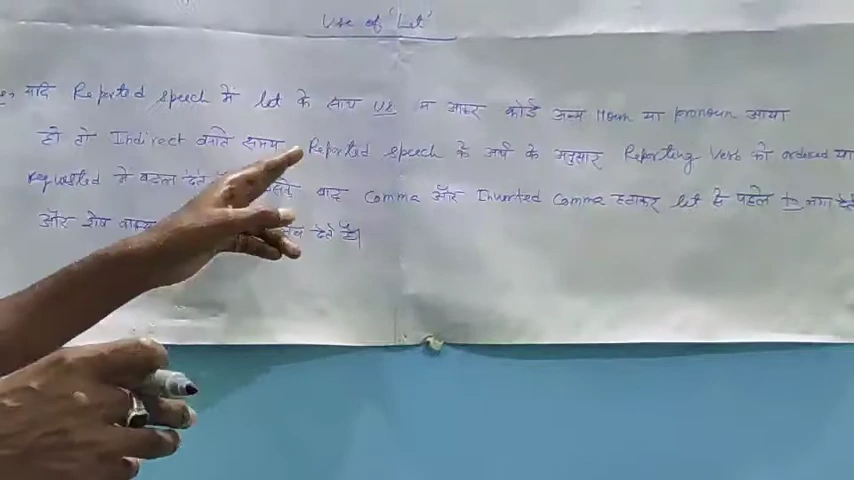 Use of 'Let'
यदि Reported speech में let के साथ us न आकर कोई अन्य Noun या pronoun आया
हो तो Indirect बनाते समय Reported speech के अर्थ के अनुसार Reporting Verb को ordered या
requested में बदल देते बाद Comma और Inverted Comma हटाकर let से पहले to लगा देते
और शेष देते हैं|